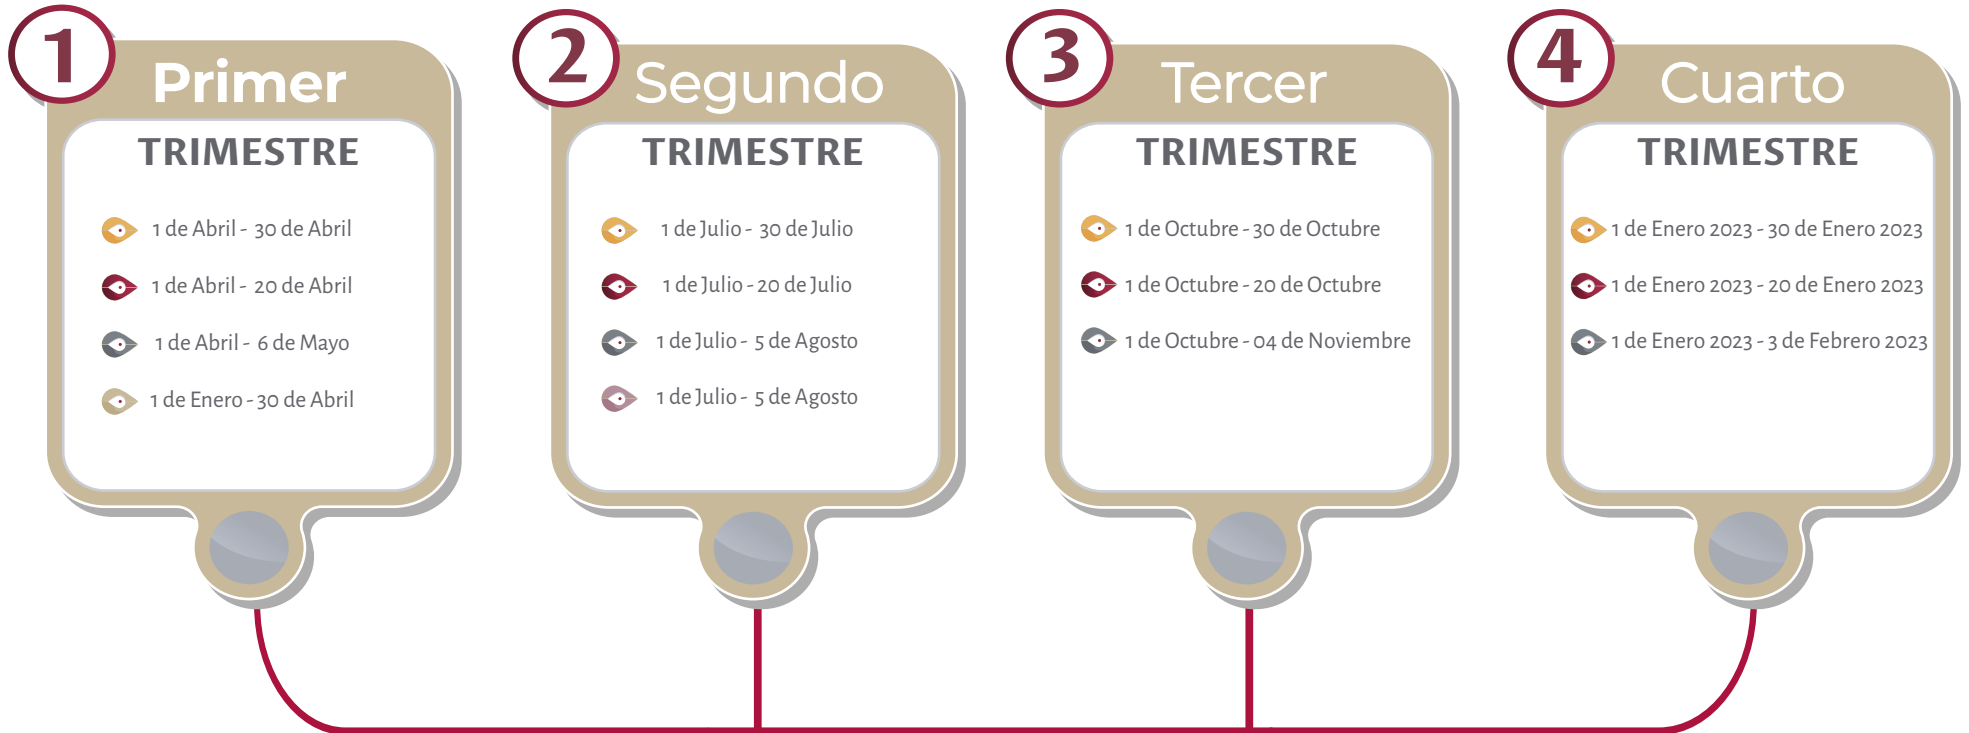 1
Primer
TRIMESTRE
1 de Abril - 30 de Abril
1 de Abril - 20 de Abril
1 de Abril - 6 de Mayo
1 de Enero - 30 de Abril
2
Segundo
TRIMESTRE
1 de Julio - 30 de Julio
1 de Julio - 20 de Julio
1 de Julio - 5 de Agosto
1 de Julio - 5 de Agosto
3
Tercer
TRIMESTRE
1 de Octubre - 30 de Octubre
1 de Octubre - 20 de Octubre
1 de Octubre - 04 de Noviembre
4
Cuarto
TRIMESTRE
1 de Enero 2023 - 30 de Enero 2023
1 de Enero 2023 - 20 de Enero 2023
1 de Enero 2023 - 3 de Febrero 2023